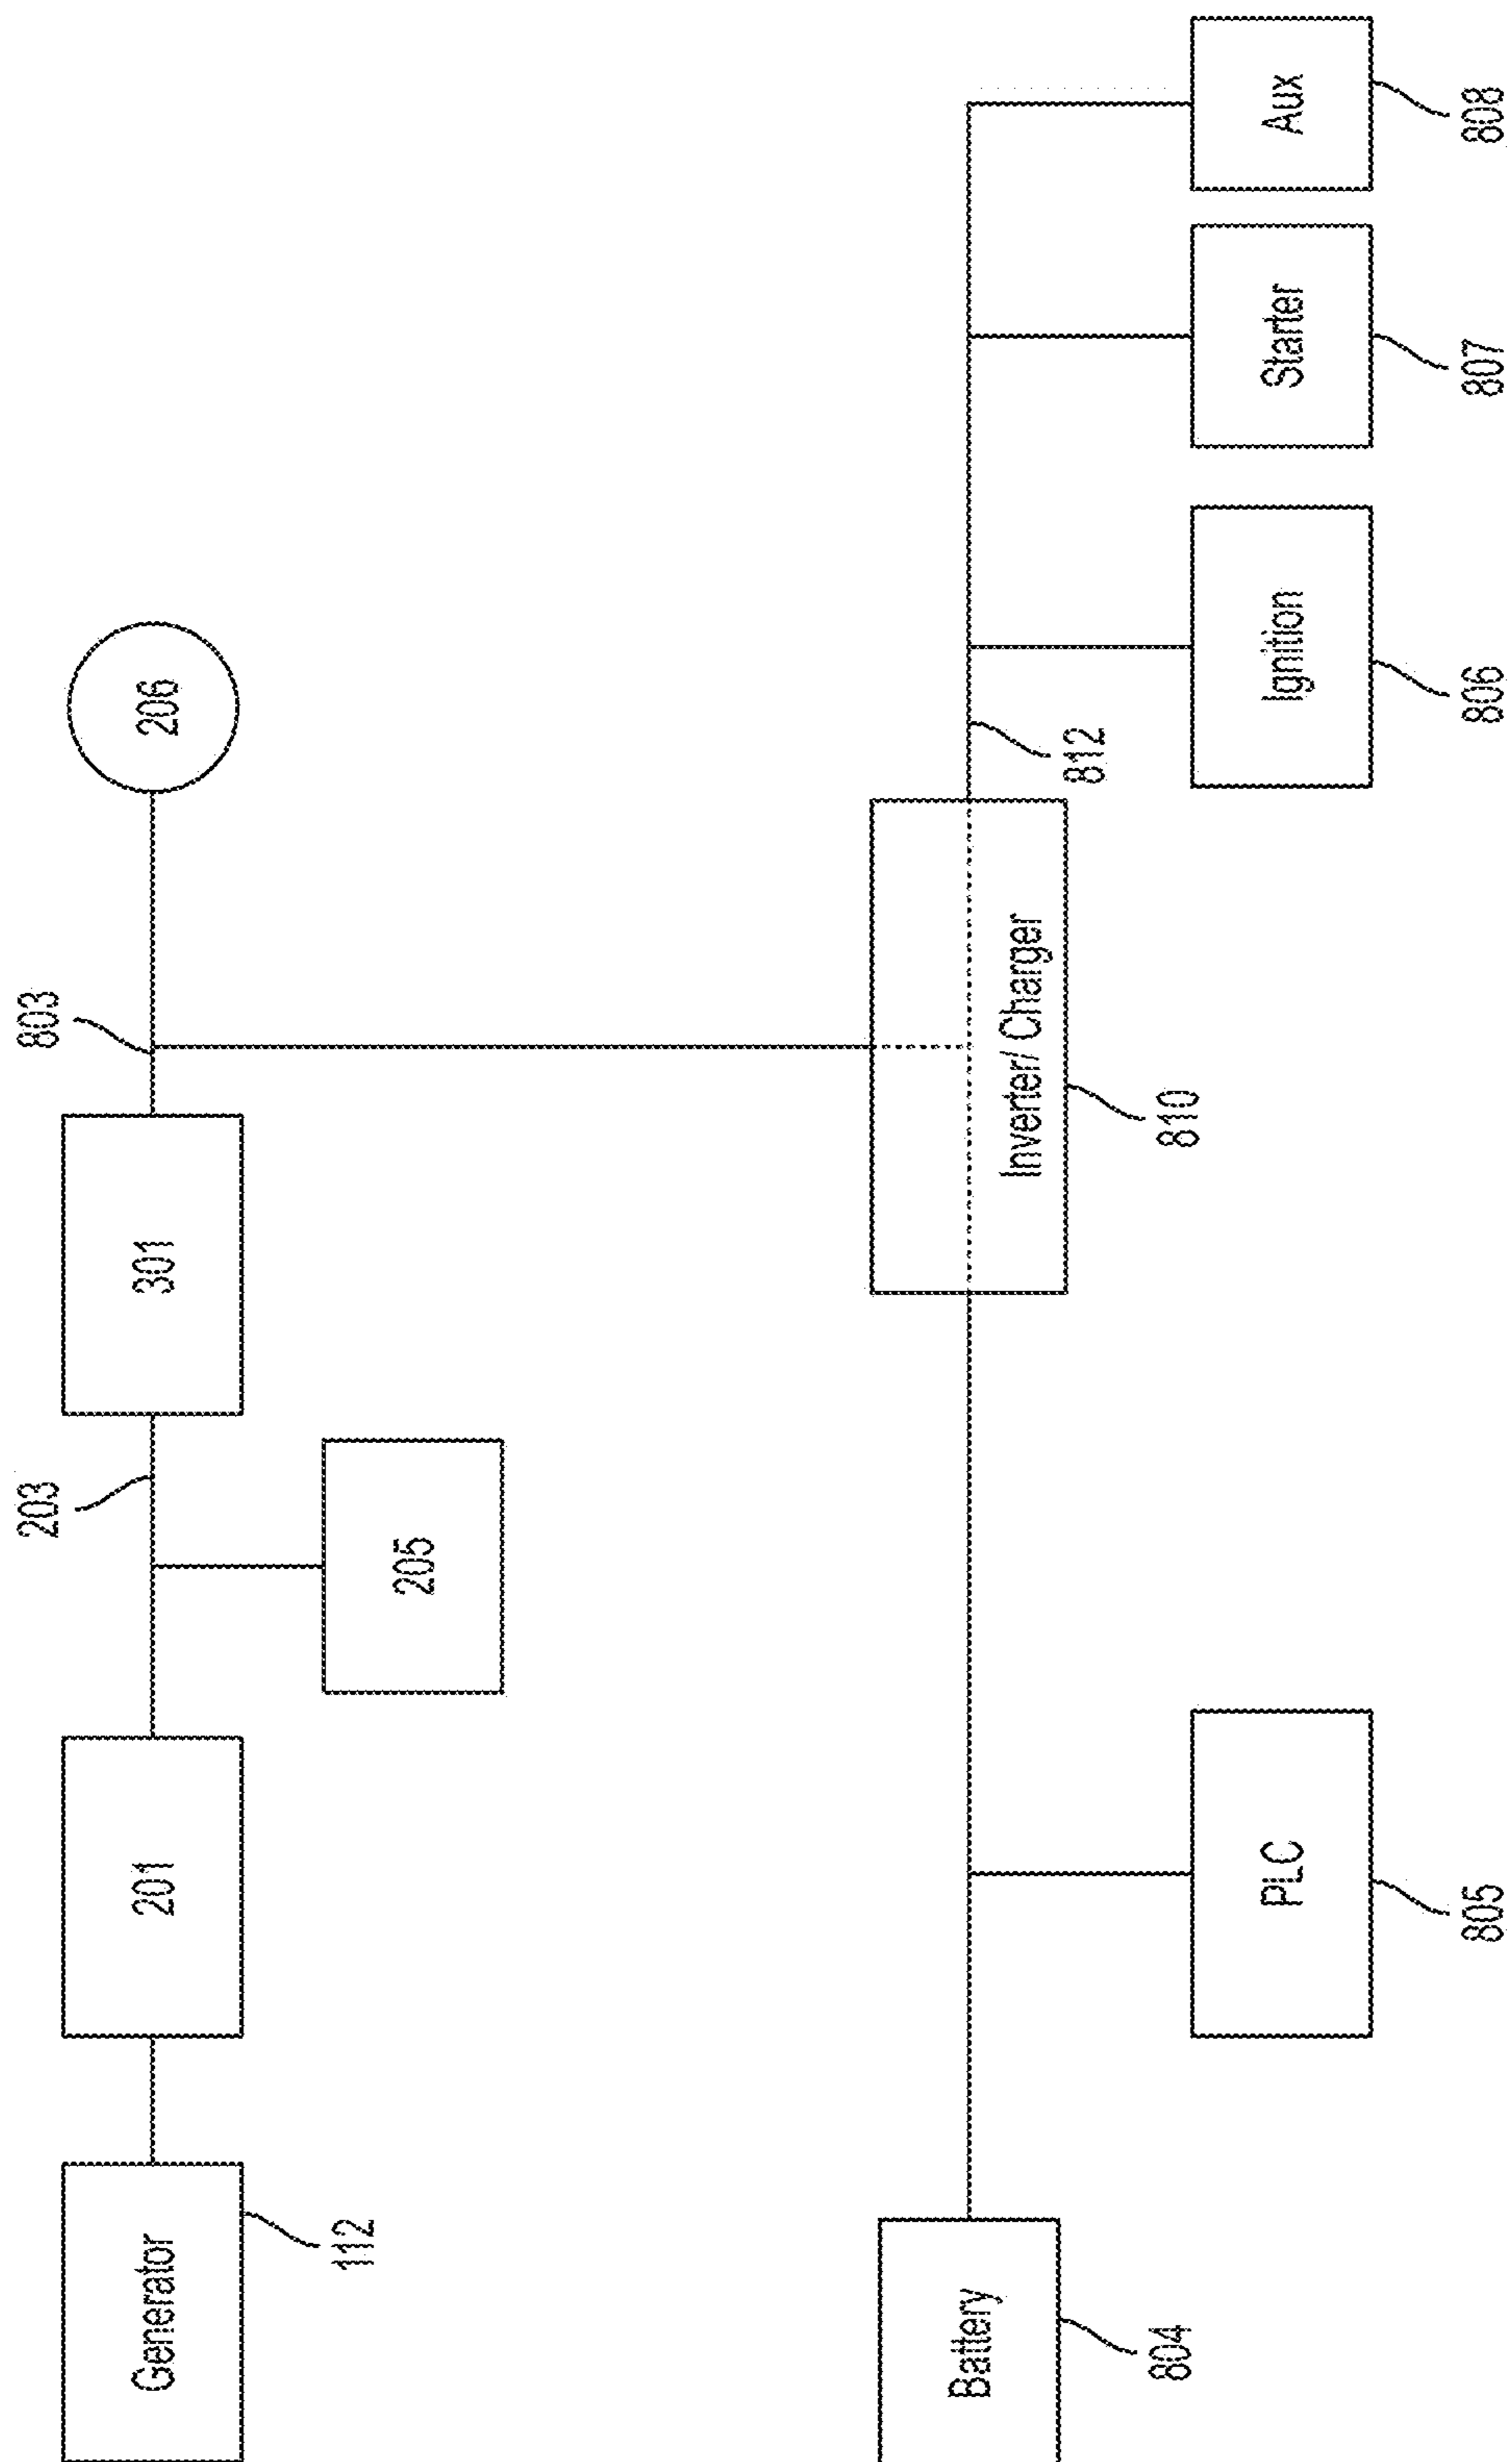 803
203
Generator
201
301
206
205
112
812
Battery
Inverter/ Charger
804
810
PLC
Ignition
Starter
Aux
805
806
807
808